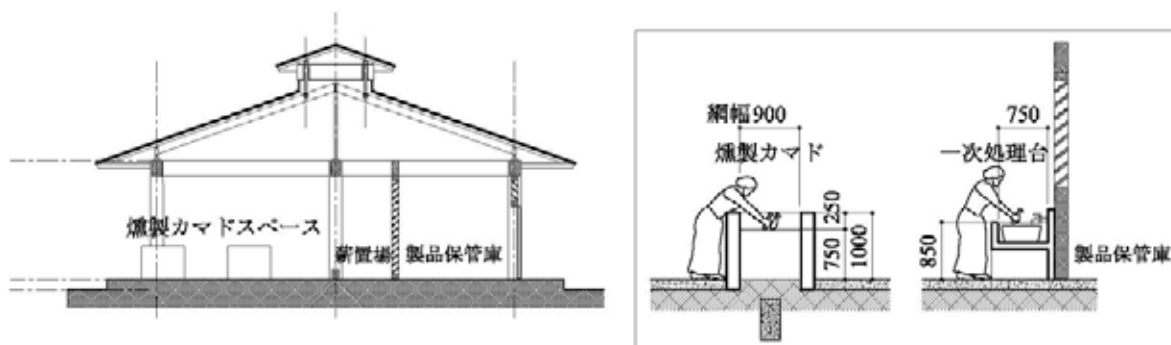 燻製カマドスペース
薪置場
製品保管庫
網幅900
燻製カマド
250
750
1000
750
一次処理台
850
製品保管庫